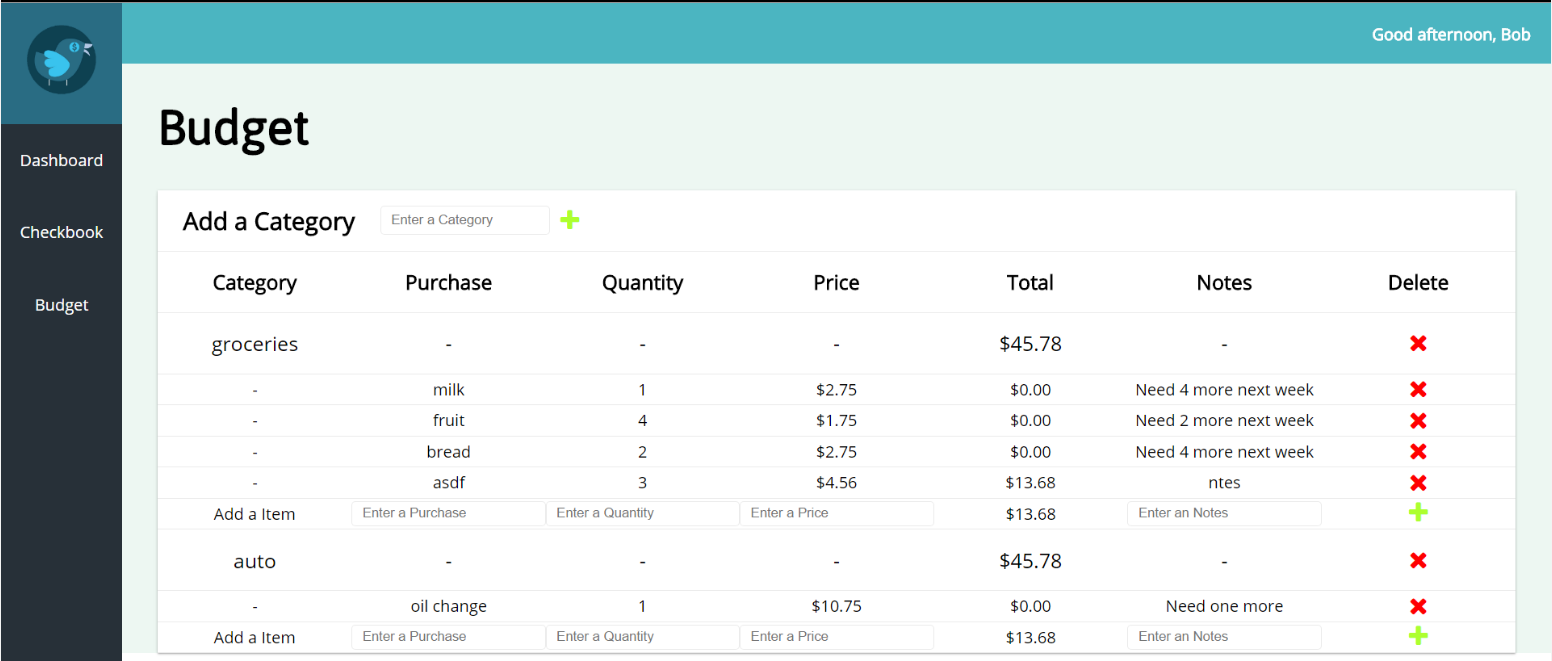 Good afternoon, Bob
Dashboard
Checkbook
Budget
Budget
Add a Category Enter a Category
Category Purchase Quantity Price Total Notes Delete
groceries - - - $45.78 -
- milk 1 $2.75 $0.00 Need 4 more next week
- fruit 4 $1.75 $0.00 Need 2 more next week
- bread 2 $2.75 $0.00 Need 4 more next week
- asdf 3 $4.56 $13.68 ntes
Add a Item Enter a Purchase Enter a Quantity Enter a Price $13.68 Enter an Notes
auto - - - $45.78 -
- oil change 1 $10.75 $0.00 Need one more
Add a Item Enter a Purchase Enter a Quantity Enter a Price $13.68 Enter an Notes